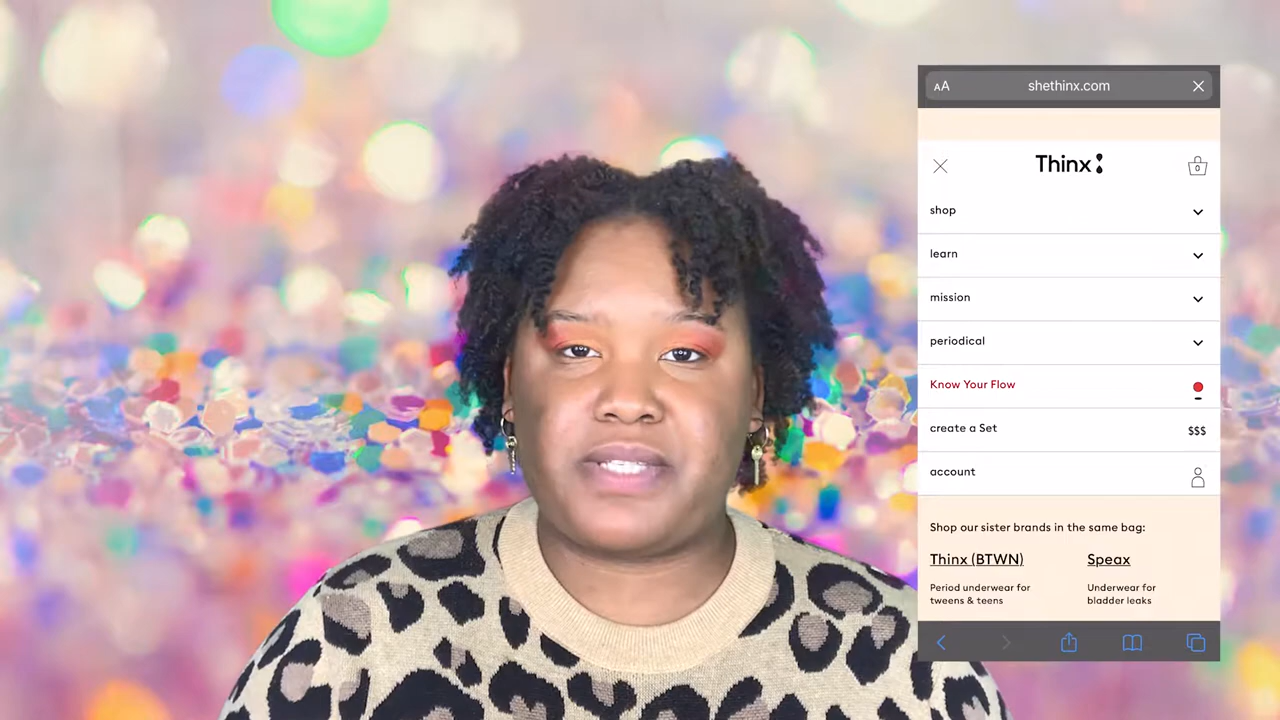 AA shethinx.com
Thinx
0
shop
learn
mission
periodical
Know Your Flow
create a Set $$$
account
Shop our sister brands in the same bag:
Thinx (BTWN) Speax
Period underwear for Underwear for
tweens & teens bladder leaks